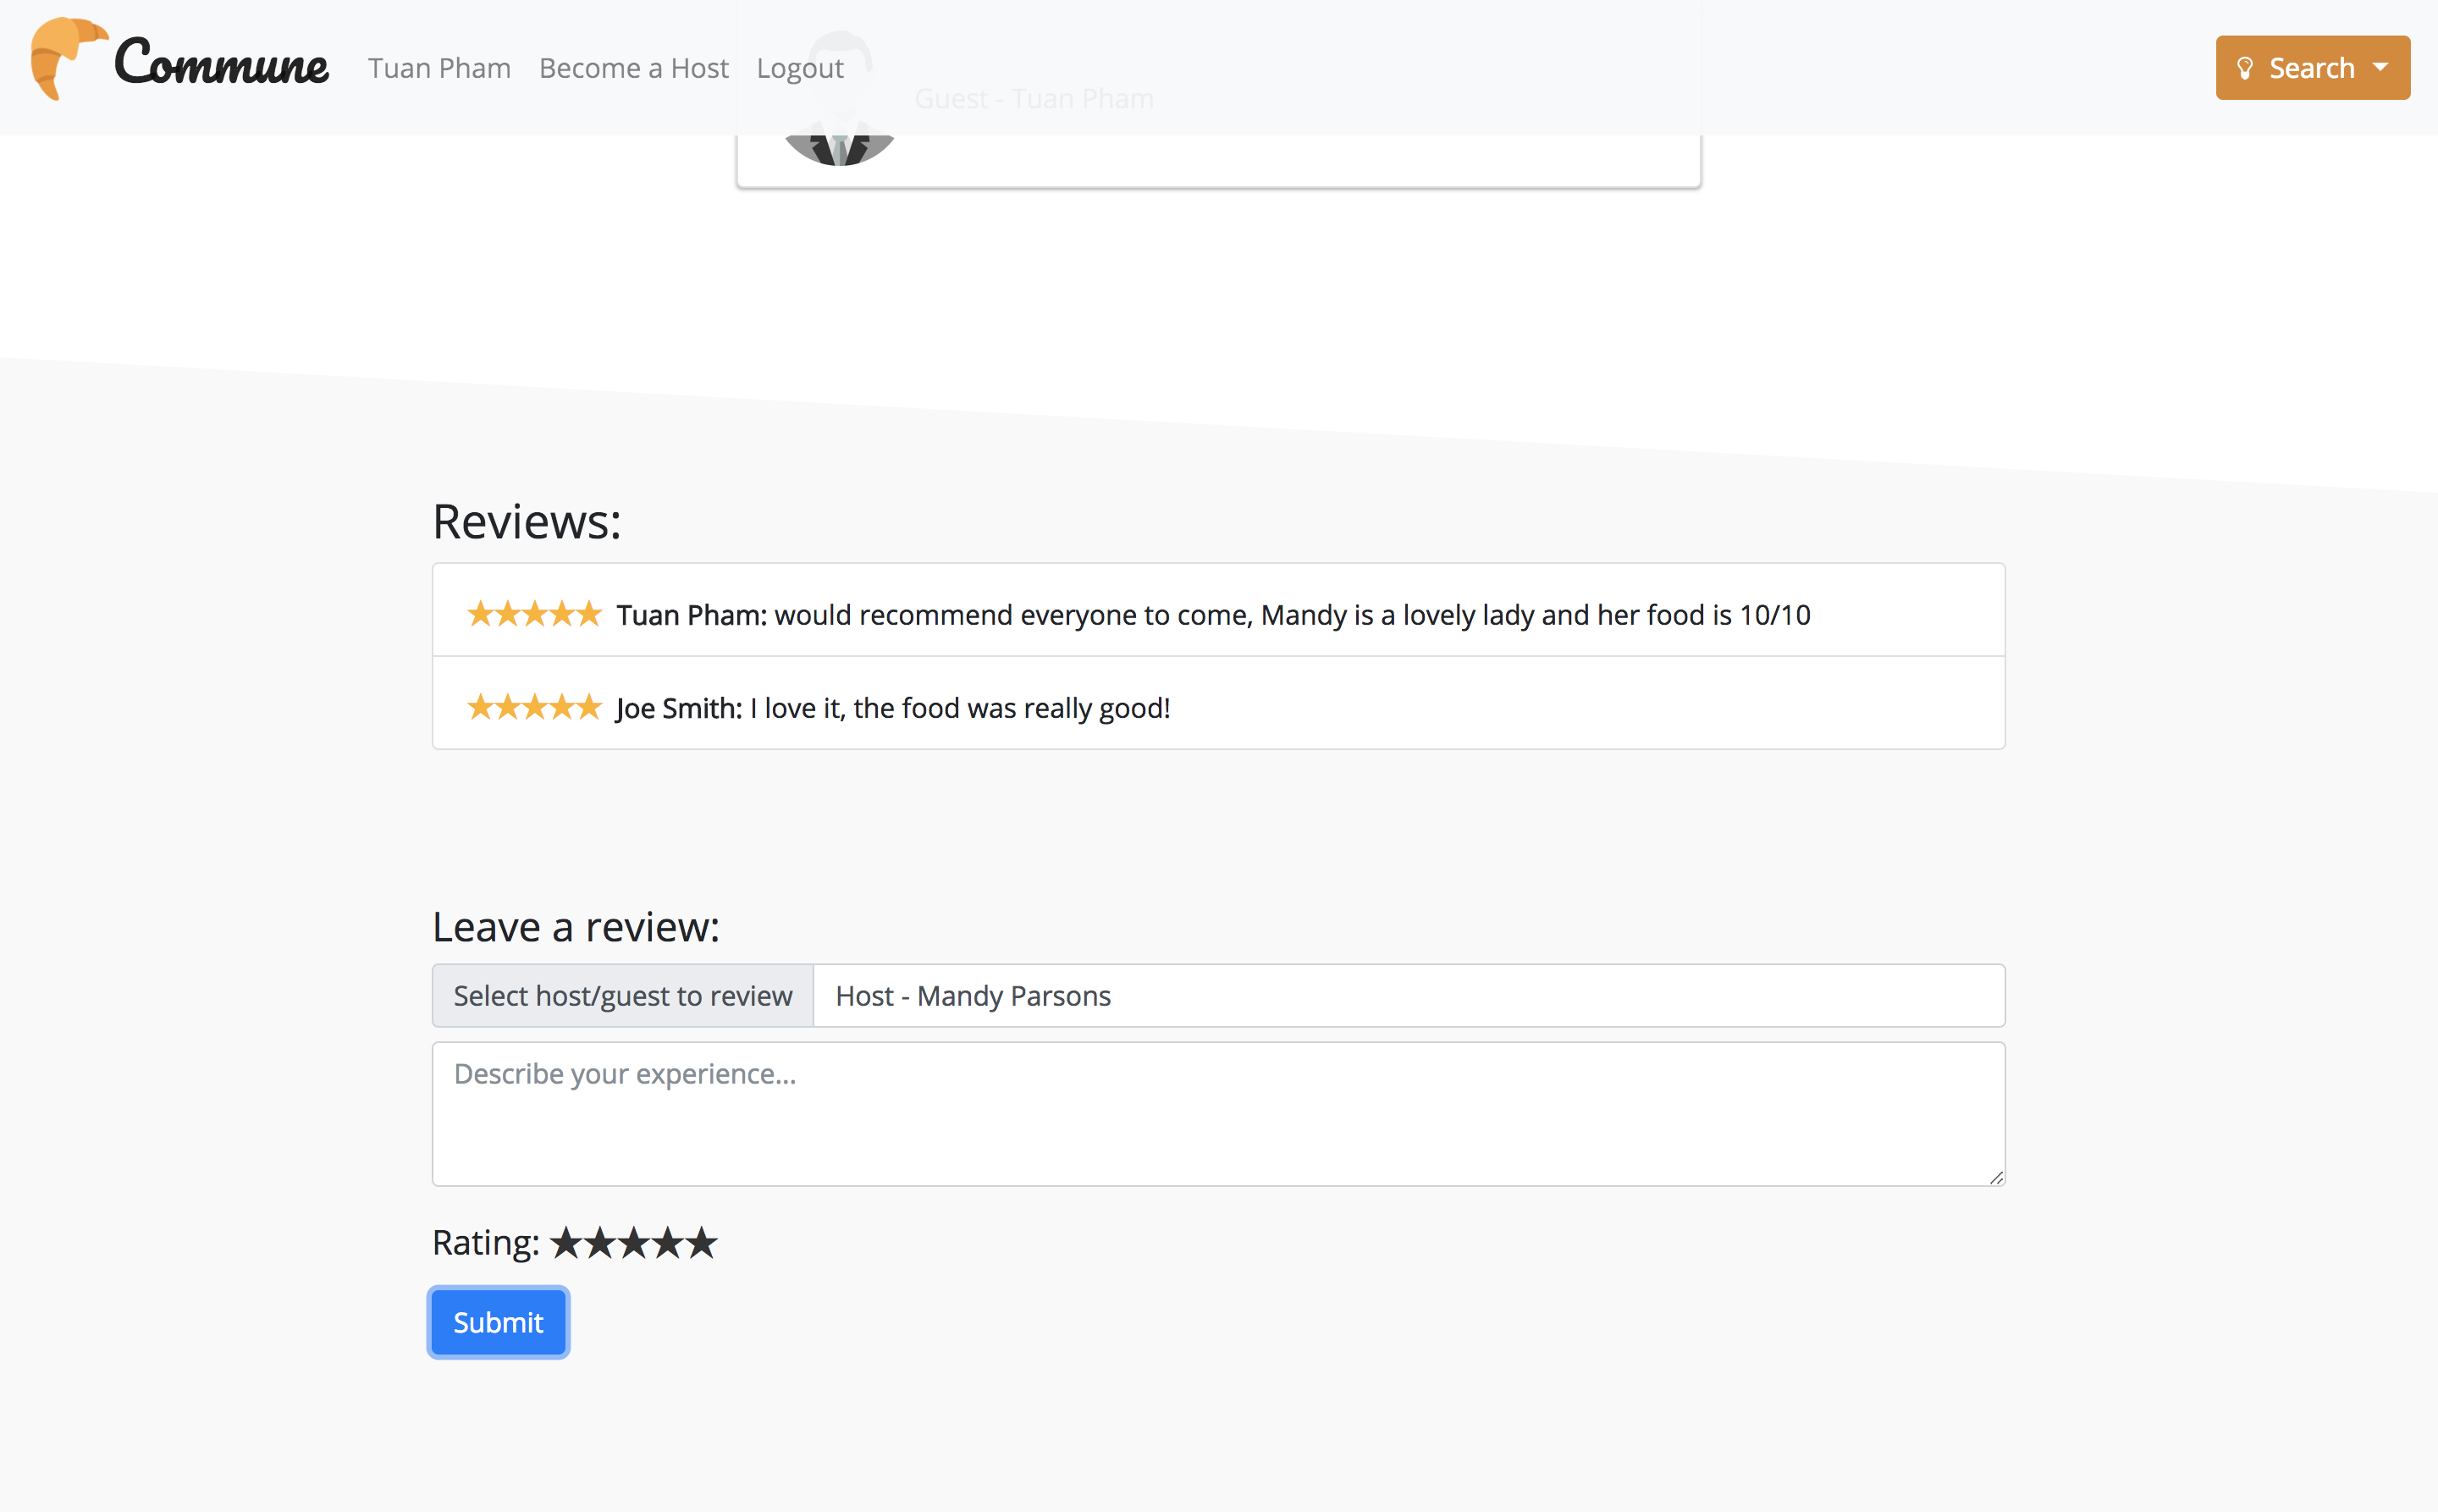 Commune Tuan Pham Become a Host Logout Search
Guest - Tuan Pham
Reviews:
Tuan Pham: would recommend everyone to come, Mandy is a lovely lady and her food is 10/10
Joe Smith: I love it, the food was really good!
Leave a review:
Select host/guest to review Host - Mandy Parsons
Describe your experience...
Rating:
Submit